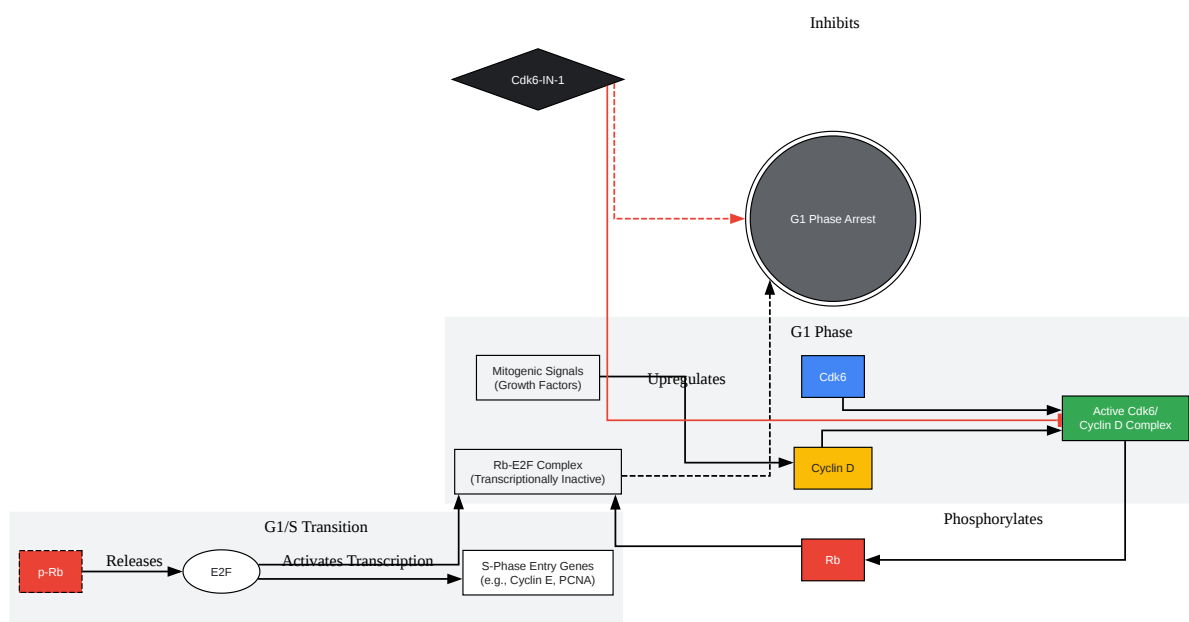 Inhibits
Cdk6-IN-1
G1 Phase Arrest
G1 Phase
Mitogenic Signals
(Growth Factors)
Upregulates
Cdk6
Active Cdk6/
Cyclin D Complex
Rb-E2F Complex
(Transcriptionally Inactive)
Cyclin D
G1/S Transition
Phosphorylates
p-Rb
Releases
E2F
Activates Transcription
S-Phase Entry Genes
(e.g., Cyclin E, PCNA)
Rb